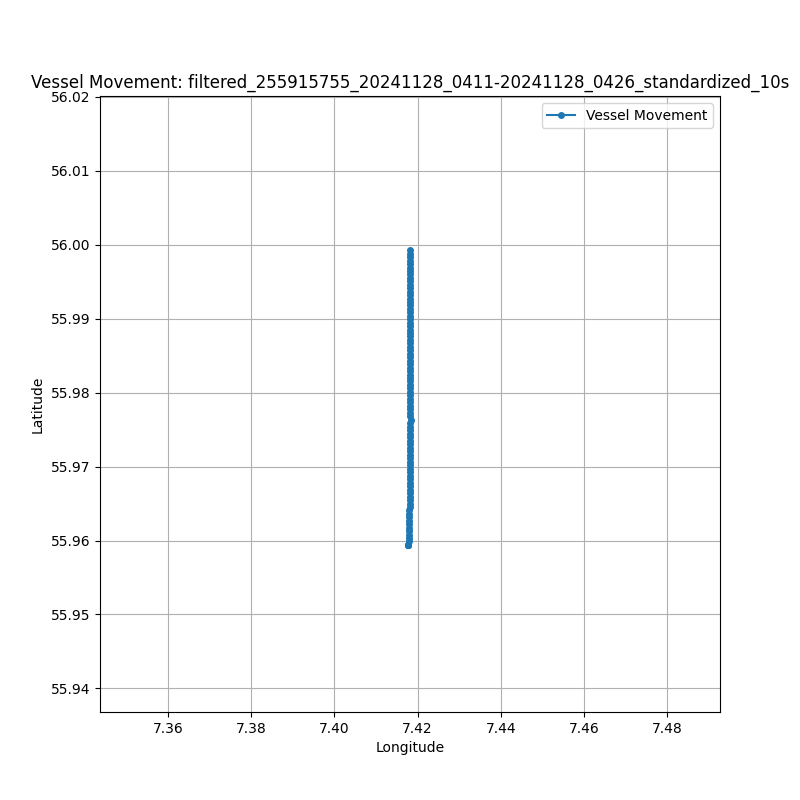 Vessel Movement: filtered_255915755_20241128_0411-20241128_0426_standardized_10s
Vessel Movement
56.02
56.01
56.00
55.99
55.98
55.97
55.96
55.95
55.94
Latitude
7.36 7.38 7.40 7.42 7.44 7.46 7.48
Longitude